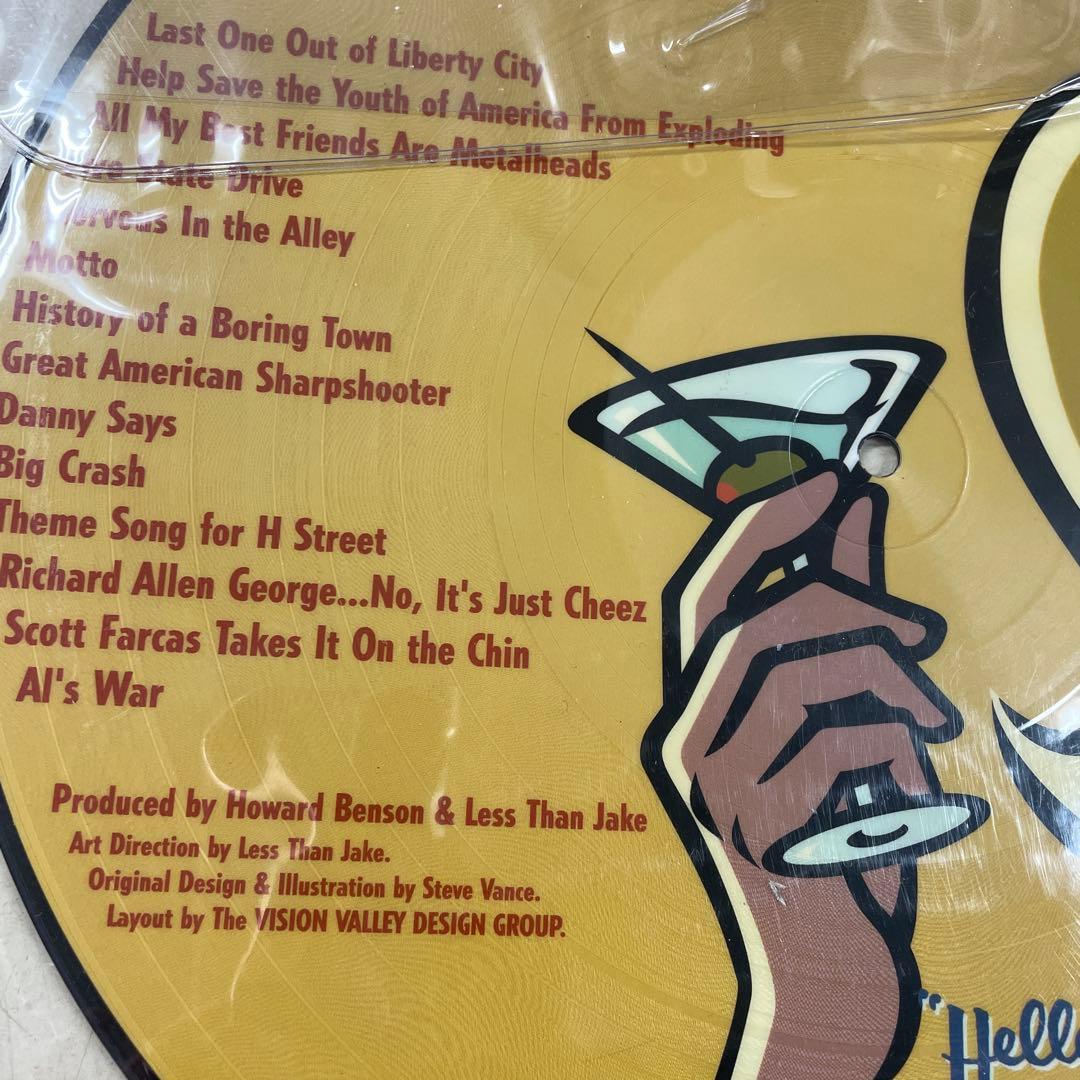 Last One Out of Liberty City
Help Save the Youth of America From Exploding
All My Best Friends Are Metalheads
State Drive
Nervous In the Alley
Motto
History of a Boring Town
Great American Sharpshooter
Danny Says
Big Crash
Theme Song for H Street
Richard Allen George...No, It's Just Cheez
Scott Farcas Takes It On the Chin
Al's War
Produced by Howard Benson & Less Than Jake
Art Direction by Less Than Jake.
Original Design & Illustration by Steve Vance.
Layout by The VISION VALLEY DESIGN GROUP.
"Hello